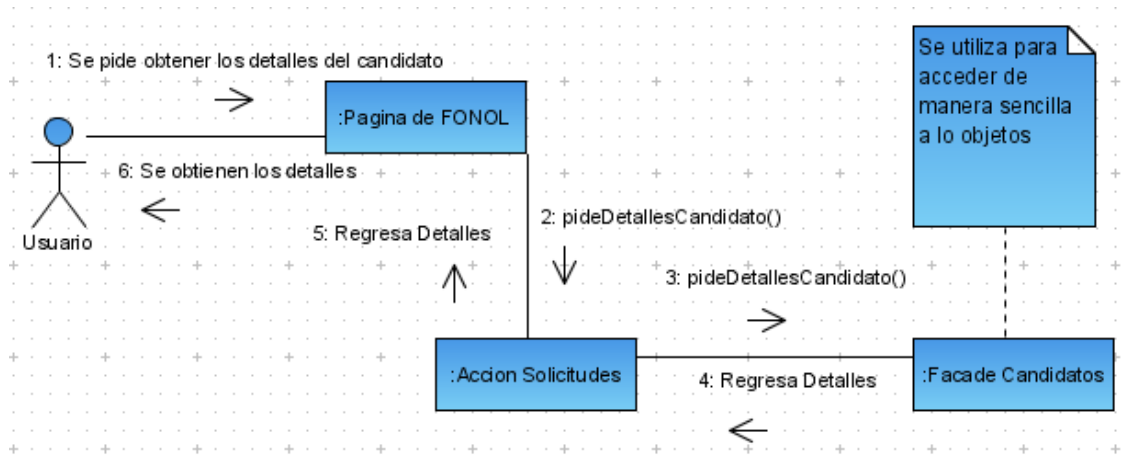 1: Se pide obtener los detalles del candidato
:Pagina de FONOL
Se utiliza para
acceder de
manera sencilla
a lo objetos
6: Se obtienen los detalles
Usuario
5: Regresa Detalles
2: pideDetallesCandidato()
3: pideDetallesCandidato()
:Accion Solicitudes
4: Regresa Detalles
:Facade Candidatos